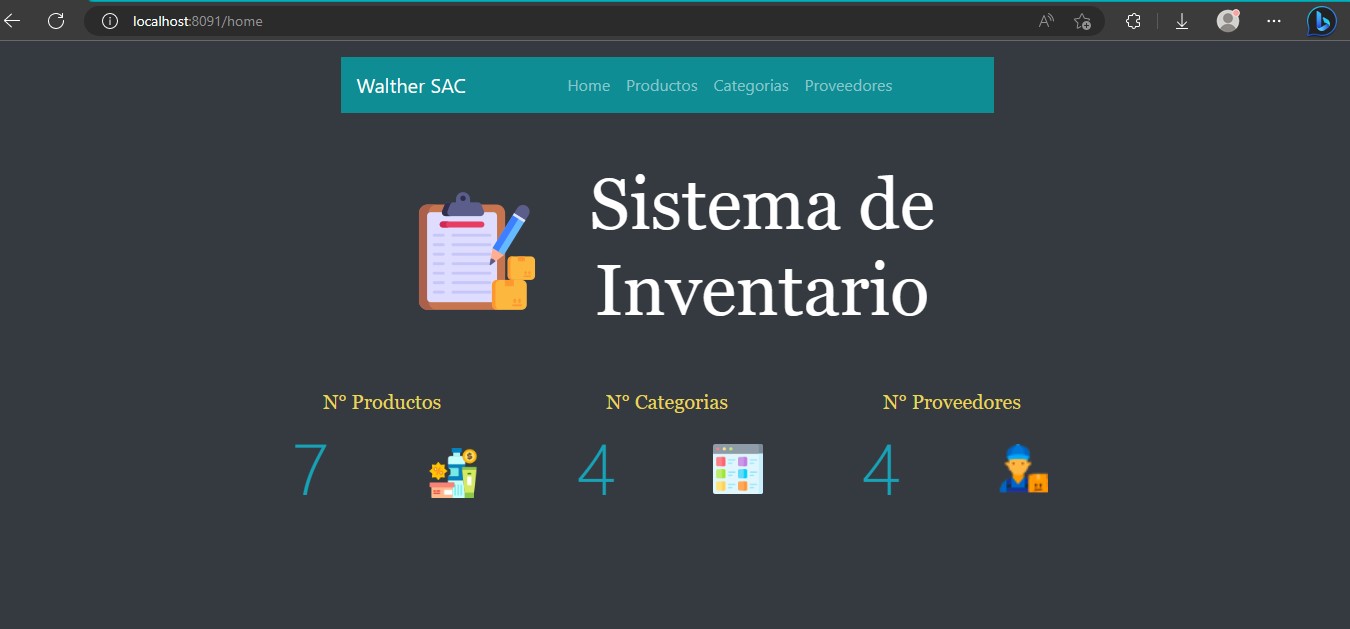 localhost:8091/home
Walther SAC Home Productos Categorias Proveedores
Sistema de
Inventario
N° Productos N° Categorias N° Proveedores
7 4 4